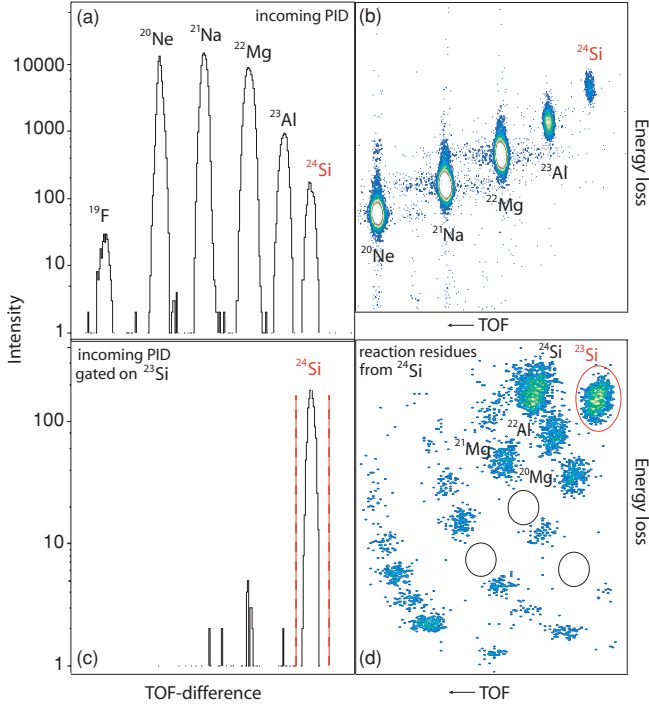 (a)
incoming PID
²⁰Ne
²¹Na
²²Mg
²³Al
²⁴Si
¹⁹F
10000
1000
100
10
1
Intensity
(b)
²⁴Si
²³Al
²²Mg
²¹Na
²⁰Ne
Energy loss
← TOF
incoming PID
gated on ²³Si
²⁴Si
100
10
1
(c)
TOF-difference
reaction residues
from ²⁴Si
²⁴Si
²³Si
²²Al
²¹Mg
²⁰Mg
Energy loss
(d)
← TOF